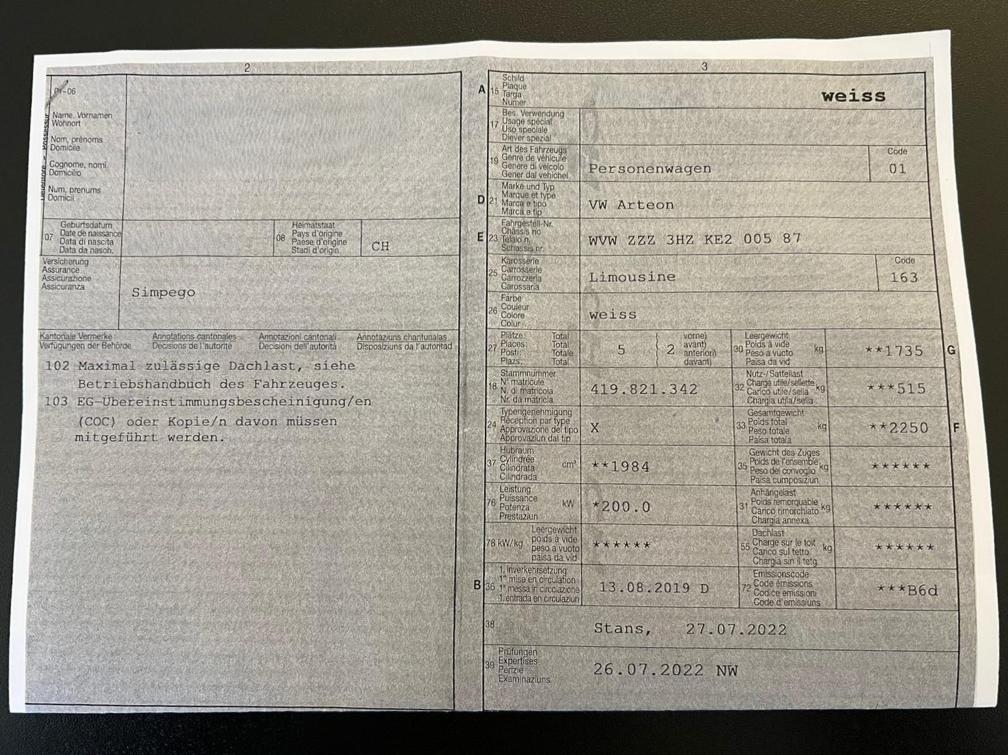 2
Name, Vornamen
Wohnort
Nom, prénoms
Domicile
Cognome, nomi
Domicilio
Num, prenums
Domicil
07
Geburtsdatum
Date de naissance
Data di nascita
Data da nasch.
08
Heimatstaat
Pays d'origine
Paese d'origine
Stadi d'origin
CH
Versicherung
Assurance
Assicurazione
Assicuranza
Simpego
Kantonale Vermerke
Verfügungen der Behörde
Annotations cantonales
Décisions de l'autorité
Annotazioni cantonali
Decisioni dell'autorità
Annotaziuns chantunalas
Disposiziuns da l'autoritad
102 Maximal zulässige Dachlast, siehe
Betriebshandbuch des Fahrzeuges.
103 EG-Übereinstimmungsbescheinigung/en
(COC) oder Kopie/n davon müssen
mitgeführt werden.
3
A 15
Schild
Plaque
Targa
Numer
weiss
17
Bes. Verwendung
Usage spécial
Uso speciale
Diever spezial
19
Art des Fahrzeugs
Genre de véhicule
Genere di veicolo
Gener dal vehichel
Personenwagen
Code
01
D 21
Marke und Typ
Marque et type
Marca e tipo
Marca e tip
VW Arteon
E 23
Fahrgestell-Nr.
Châssis no
Telaio n.
Schassis nr.
WVW ZZZ 3HZ KE2 005 87
25
Karosserie
Carrosserie
Carrozzeria
Carossaria
Limousine
Code
163
26
Farbe
Couleur
Colore
Colur
weiss
27
Plätze: Total
Places: Total
Posti: Totale
Plazs: Total
5
2
vorne)
avant)
anteriori)
davant)
30
Leergewicht
Poids à vide
Peso a vuoto
Paisa da vid
kg
**1735
G
18
Stammnummer
N° matricule
N. di matricola
Nr. da matricla
419.821.342
32
Nutz-/Sattellast
Charge utile/sellette
Carico utile/sella
Chargia utila/sella
kg
***515
24
Typengenehmigung
Réception par type
Approvazione del tipo
Approvaziun dal tip
X
33
Gesamtgewicht
Poids total
Peso totale
Paisa totala
kg
**2250
F
37
Hubraum
Cylindrée
Cilindrata
Cilindrada
cm³
**1984
35
Gewicht des Zuges
Poids de l'ensemble
Peso del convoglio
Paisa cumposiziun
kg
******
76
Leistung
Puissance
Potenza
Prestaziun
kW
*200.0
31
Anhängelast
Poids remorquable
Carico rimorchiato
Chargia annexa
kg
******
78 kW/kg
Leergewicht
poids à vide
peso a vuoto
paisa da vid
******
55
Dachlast
Charge sur le toit
Carico sul tetto
Chargia sin il tetg
kg
******
B 36
1. Inverkehrsetzung
1re mise en circulation
1a messa in circolazione
1. entrada en circulaziun
13.08.2019 D
72
Emissionscode
Code émissions
Codice emissioni
Code d'emissiuns
***B6d
38
Stans, 27.07.2022
39
Prüfungen
Expertises
Perizie
Examinaziuns
26.07.2022 NW